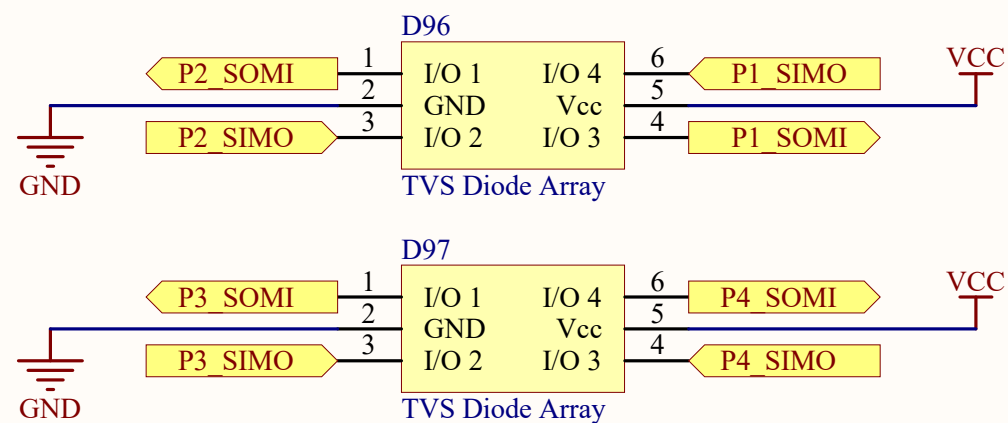 D96
P2_SOMI 1 I/O 1 I/O 4 6 P1_SIMO VCC
2 GND Vcc 5
P2_SIMO 3 I/O 2 I/O 3 4 P1_SOMI
GND TVS Diode Array
D97
P3_SOMI 1 I/O 1 I/O 4 6 P4_SOMI VCC
2 GND Vcc 5
P3_SIMO 3 I/O 2 I/O 3 4 P4_SIMO
GND TVS Diode Array